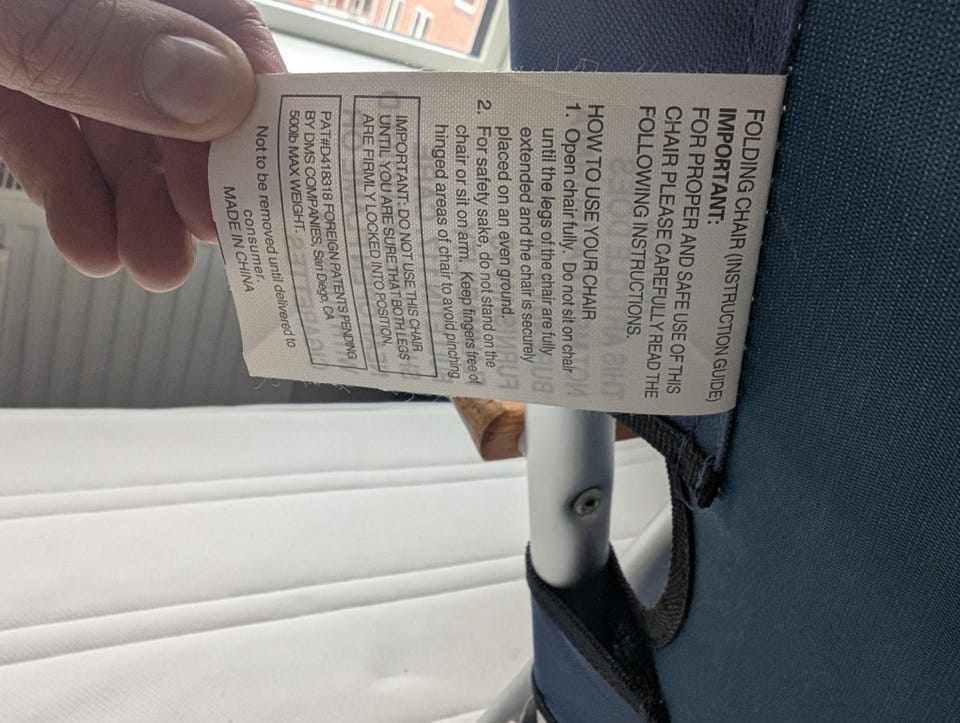 FOLDING CHAIR (INSTRUCTION GUIDE)
IMPORTANT:
FOR PROPER AND SAFE USE OF THIS
CHAIR PLEASE CAREFULLY READ THE
FOLLOWING INSTRUCTIONS.
HOW TO USE YOUR CHAIR
1. Open chair fully. Do not sit on chair
until the legs of the chair are fully
extended and the chair is securely
placed on an even ground.
2. For safety sake, do not stand on the
chair or sit on arm. Keep fingers free of
hinged areas of chair to avoid pinching
IMPORTANT: DO NOT USE THIS CHAIR
UNTIL YOU ARE SURE THAT BOTH LEGS
ARE FIRMLY LOCKED INTO POSITION.
PAT#D418318 FOREIGN PATENTS PENDING
BY DMS COMPANIES, San Diego, CA
500lb MAX WEIGHT.
Not to be removed until delivered to
consumer.
MADE IN CHINA